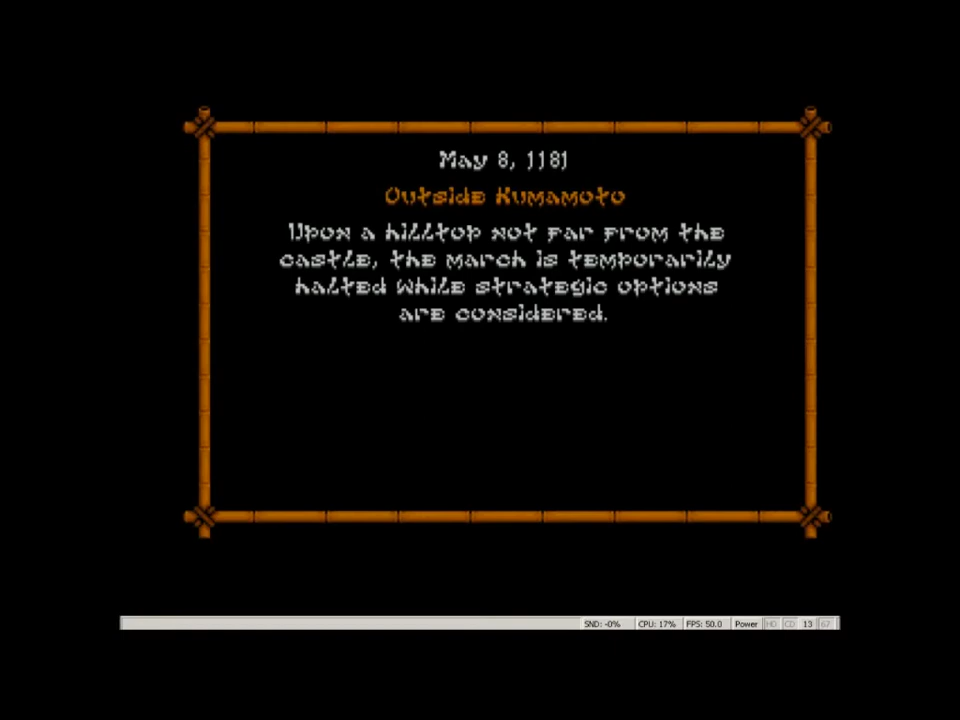 May 8, 1181
Outside Kumamoto
Upon a hilltop not far from the
castle, the march is temporarily
halted while strategic options
are considered.
SND: -0% CPU: 17% FPS: 50.0 Power HD CD 13 67